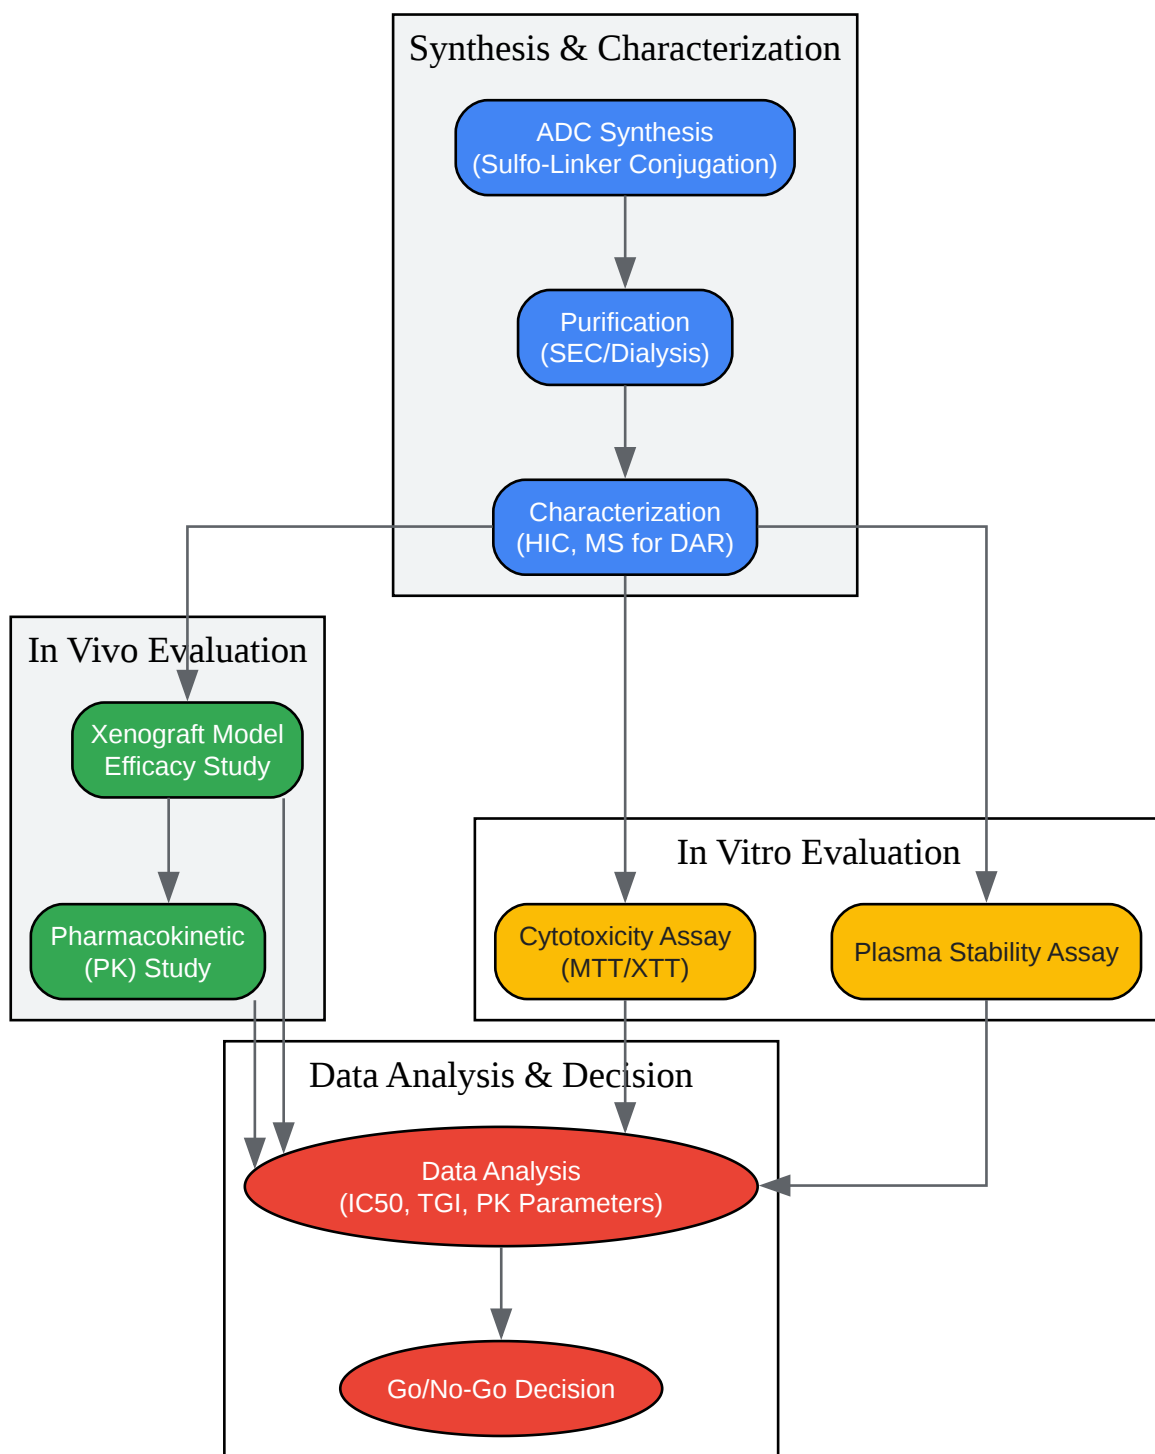 Synthesis & Characterization
ADC Synthesis
(Sulfo-Linker Conjugation)
Purification
(SEC/Dialysis)
Characterization
(HIC, MS for DAR)
In Vivo Evaluation
Xenograft Model
Efficacy Study
Pharmacokinetic
(PK) Study
In Vitro Evaluation
Cytotoxicity Assay
(MTT/XTT)
Plasma Stability Assay
Data Analysis & Decision
Data Analysis
(IC50, TGI, PK Parameters)
Go/No-Go Decision